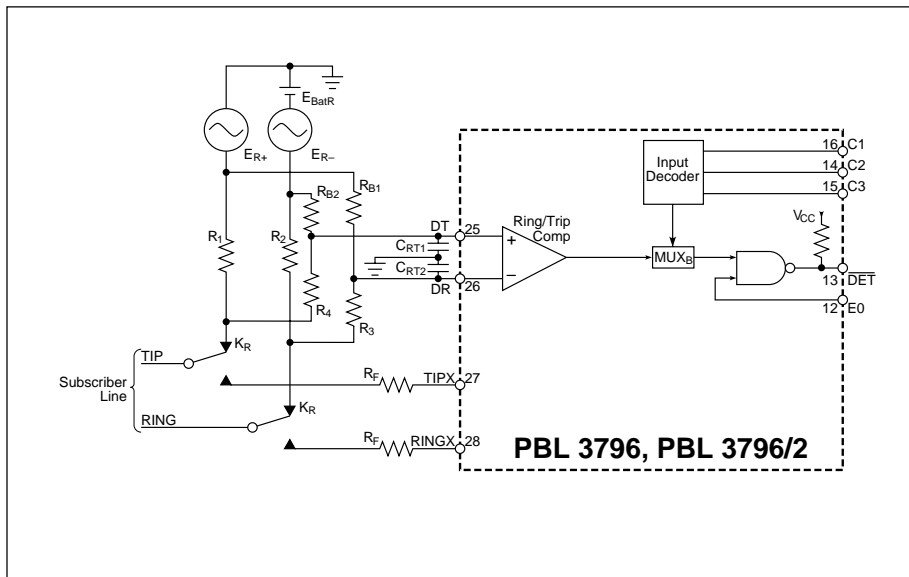 E_BatR
E_R+
E_R–
R_B2
R_B1
R_1
R_2
R_4
R_3
DT
C_RT1
C_RT2
DR
25
26
+
–
Ring/Trip
Comp
Input
Decoder
MUX_B
16 C1
14 C2
15 C3
V_CC
13 DET
12 E0
K_R
TIP
Subscriber
Line
K_R
RING
R_F TIPX 27
R_F RINGX 28
PBL 3796, PBL 3796/2